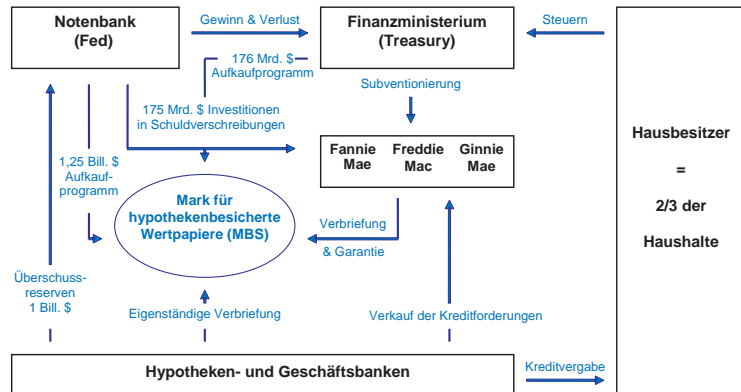 Notenbank
(Fed)
Gewinn & Verlust
Finanzministerium
(Treasury)
Steuern
176 Mrd. $
Aufkaufprogramm
Subventionierung
175 Mrd. $ Investitionen
in Schuldverschreibungen
1,25 Bill. $
Aufkauf-
programm
Fannie
Mae
Freddie
Mac
Ginnie
Mae
Hausbesitzer
=
2/3 der
Haushalte
Mark für
hypothekenbesicherte
Wertpapiere (MBS)
Verbriefung
& Garantie
Überschuss-
reserven
1 Bill. $
Eigenständige Verbriefung
Verkauf der Kreditforderungen
Hypotheken- und Geschäftsbanken
Kreditvergabe